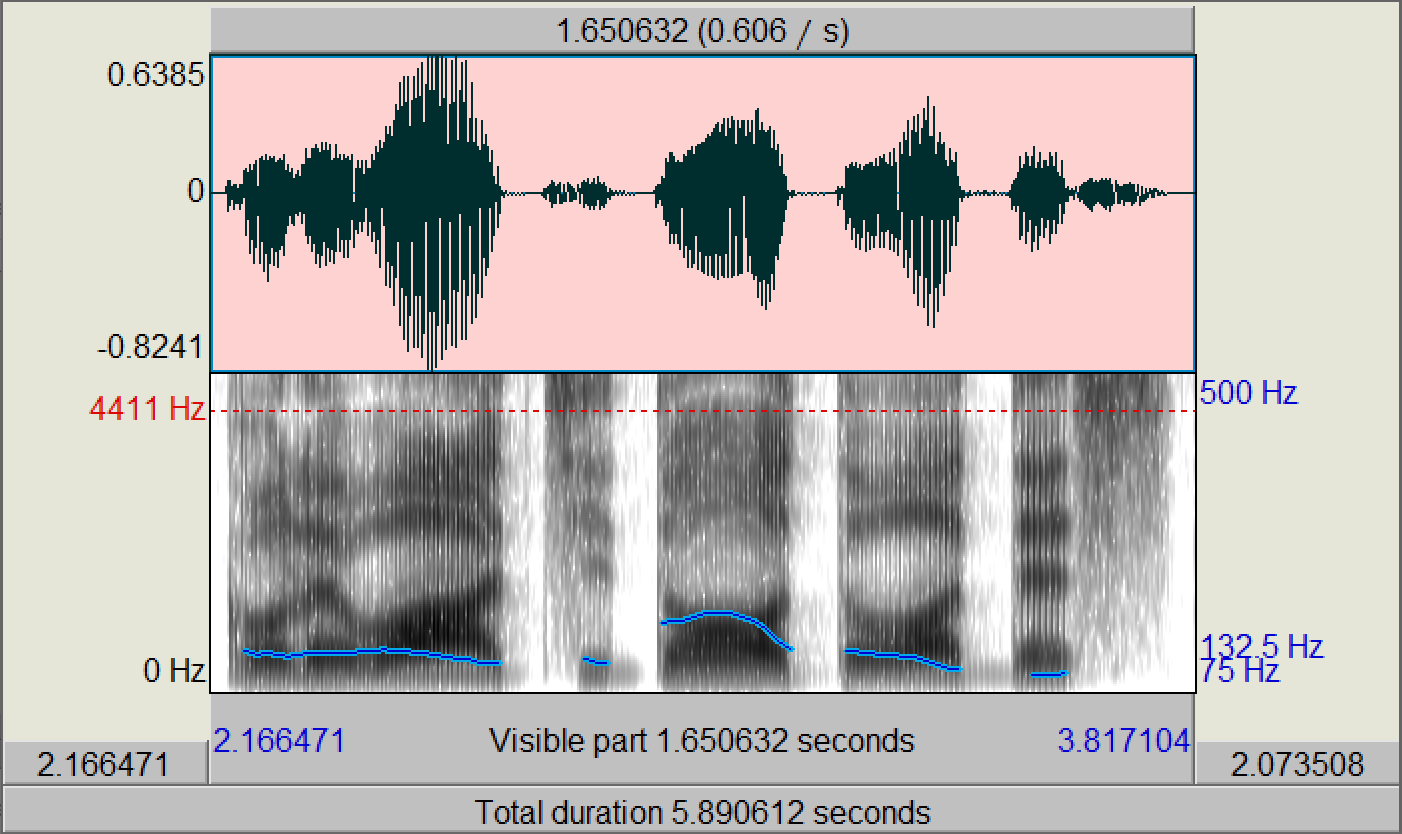 1.650632 (0.606 / s)
0.6385
0
-0.8241
4411 Hz
500 Hz
0 Hz
132.5 Hz
75 Hz
2.166471
Visible part 1.650632 seconds
3.817104
2.166471
2.073508
Total duration 5.890612 seconds